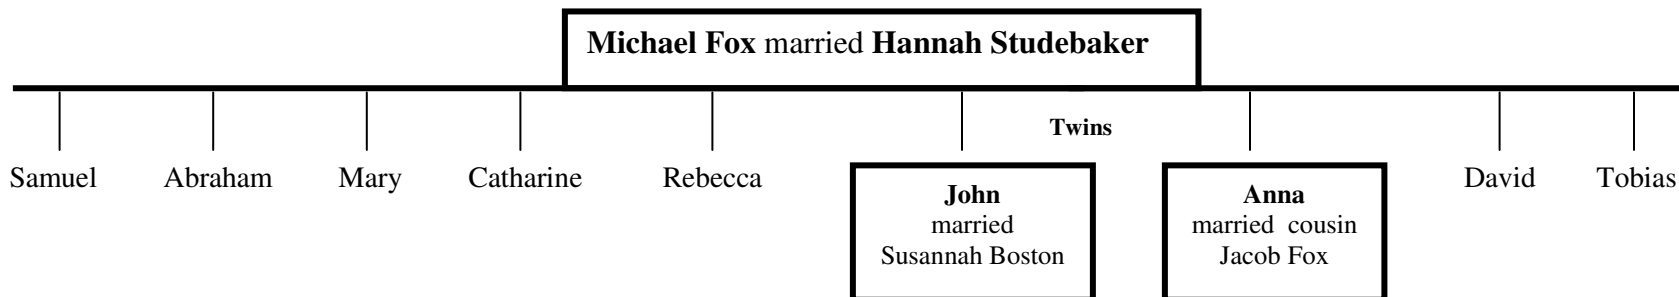 Michael Fox married Hannah Studebaker
Twins
Samuel Abraham Mary Catharine Rebecca David Tobias
John
married
Susannah Boston
Anna
married cousin
Jacob Fox